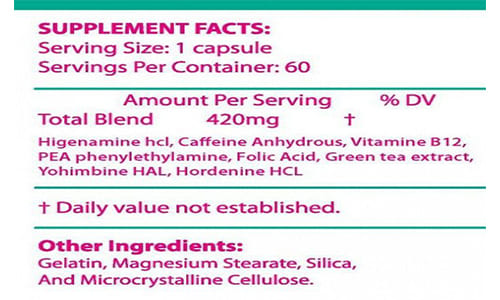 SUPPLEMENT FACTS:
Serving Size: 1 capsule
Servings Per Container: 60
Amount Per Serving % DV
Total Blend 420mg †
Higenamine hcl, Caffeine Anhydrous, Vitamine B12,
PEA phenylethylamine, Folic Acid, Green tea extract,
Yohimbine HAL, Hordenine HCL
† Daily value not established.
Other Ingredients:
Gelatin, Magnesium Stearate, Silica,
And Microcrystalline Cellulose.